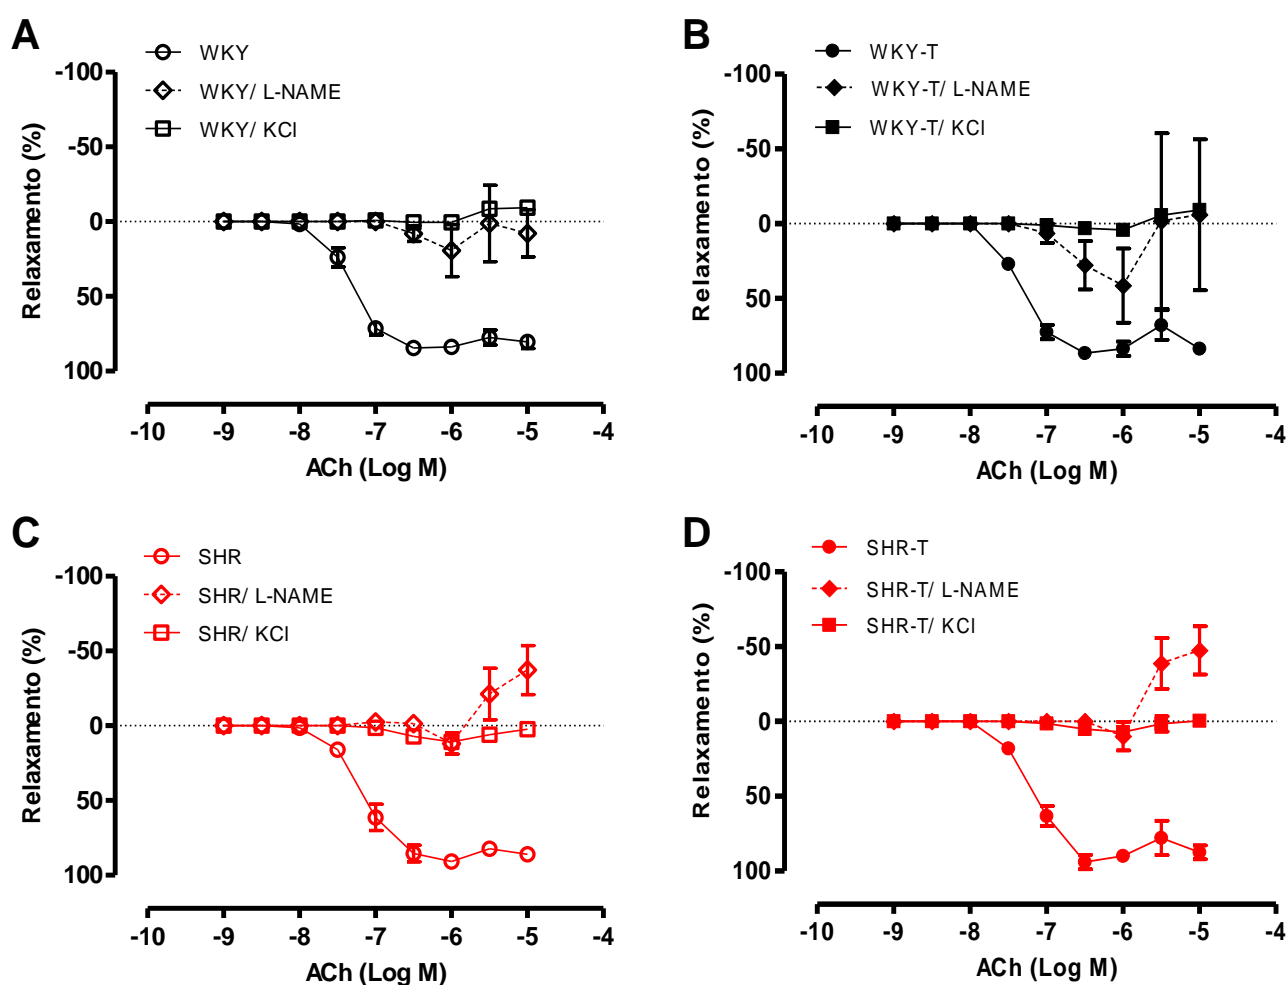 A
WKY
WKY/ L-NAME
WKY/ KCl
Relaxamento (%)
-100
-50
0
50
100
-10 -9 -8 -7 -6 -5 -4
ACh (Log M)
B
WKY-T
WKY-T/ L-NAME
WKY-T/ KCl
Relaxamento (%)
-100
-50
0
50
100
-10 -9 -8 -7 -6 -5 -4
ACh (Log M)
C
SHR
SHR/ L-NAME
SHR/ KCl
Relaxamento (%)
-100
-50
0
50
100
-10 -9 -8 -7 -6 -5 -4
ACh (Log M)
D
SHR-T
SHR-T/ L-NAME
SHR-T/ KCl
Relaxamento (%)
-100
-50
0
50
100
-10 -9 -8 -7 -6 -5 -4
ACh (Log M)